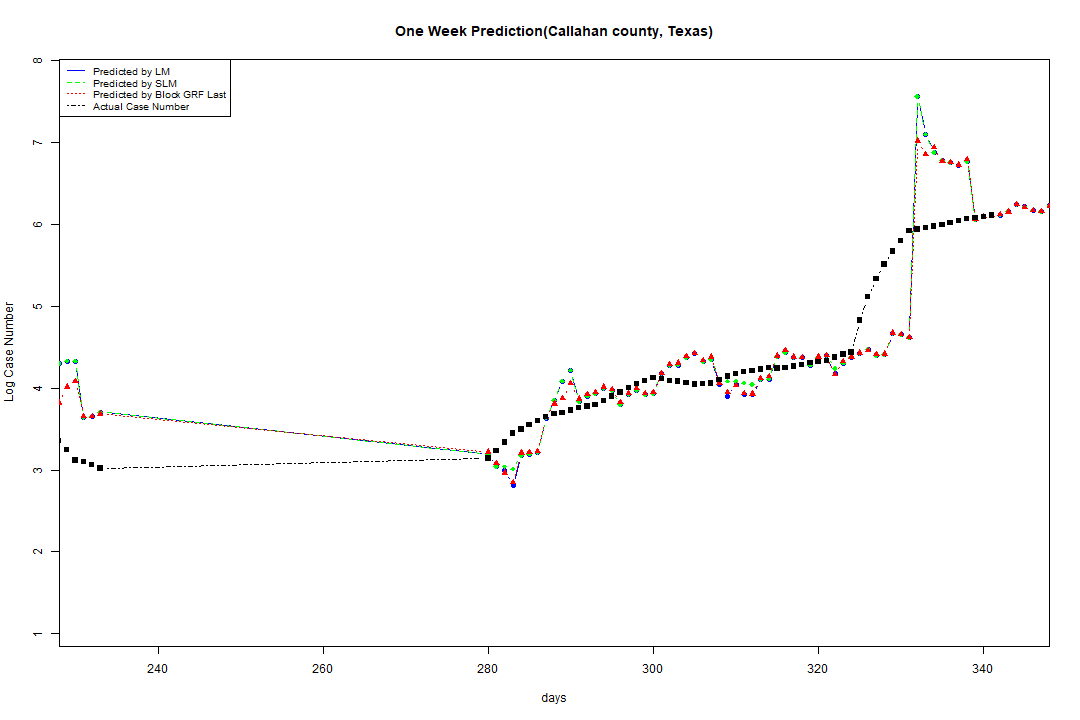 One Week Prediction(Callahan county, Texas)
Predicted by LM
Predicted by SLM
Predicted by Block GRF Last
Actual Case Number
8
7
6
5
4
3
2
1
Log Case Number
240 260 280 300 320 340
days